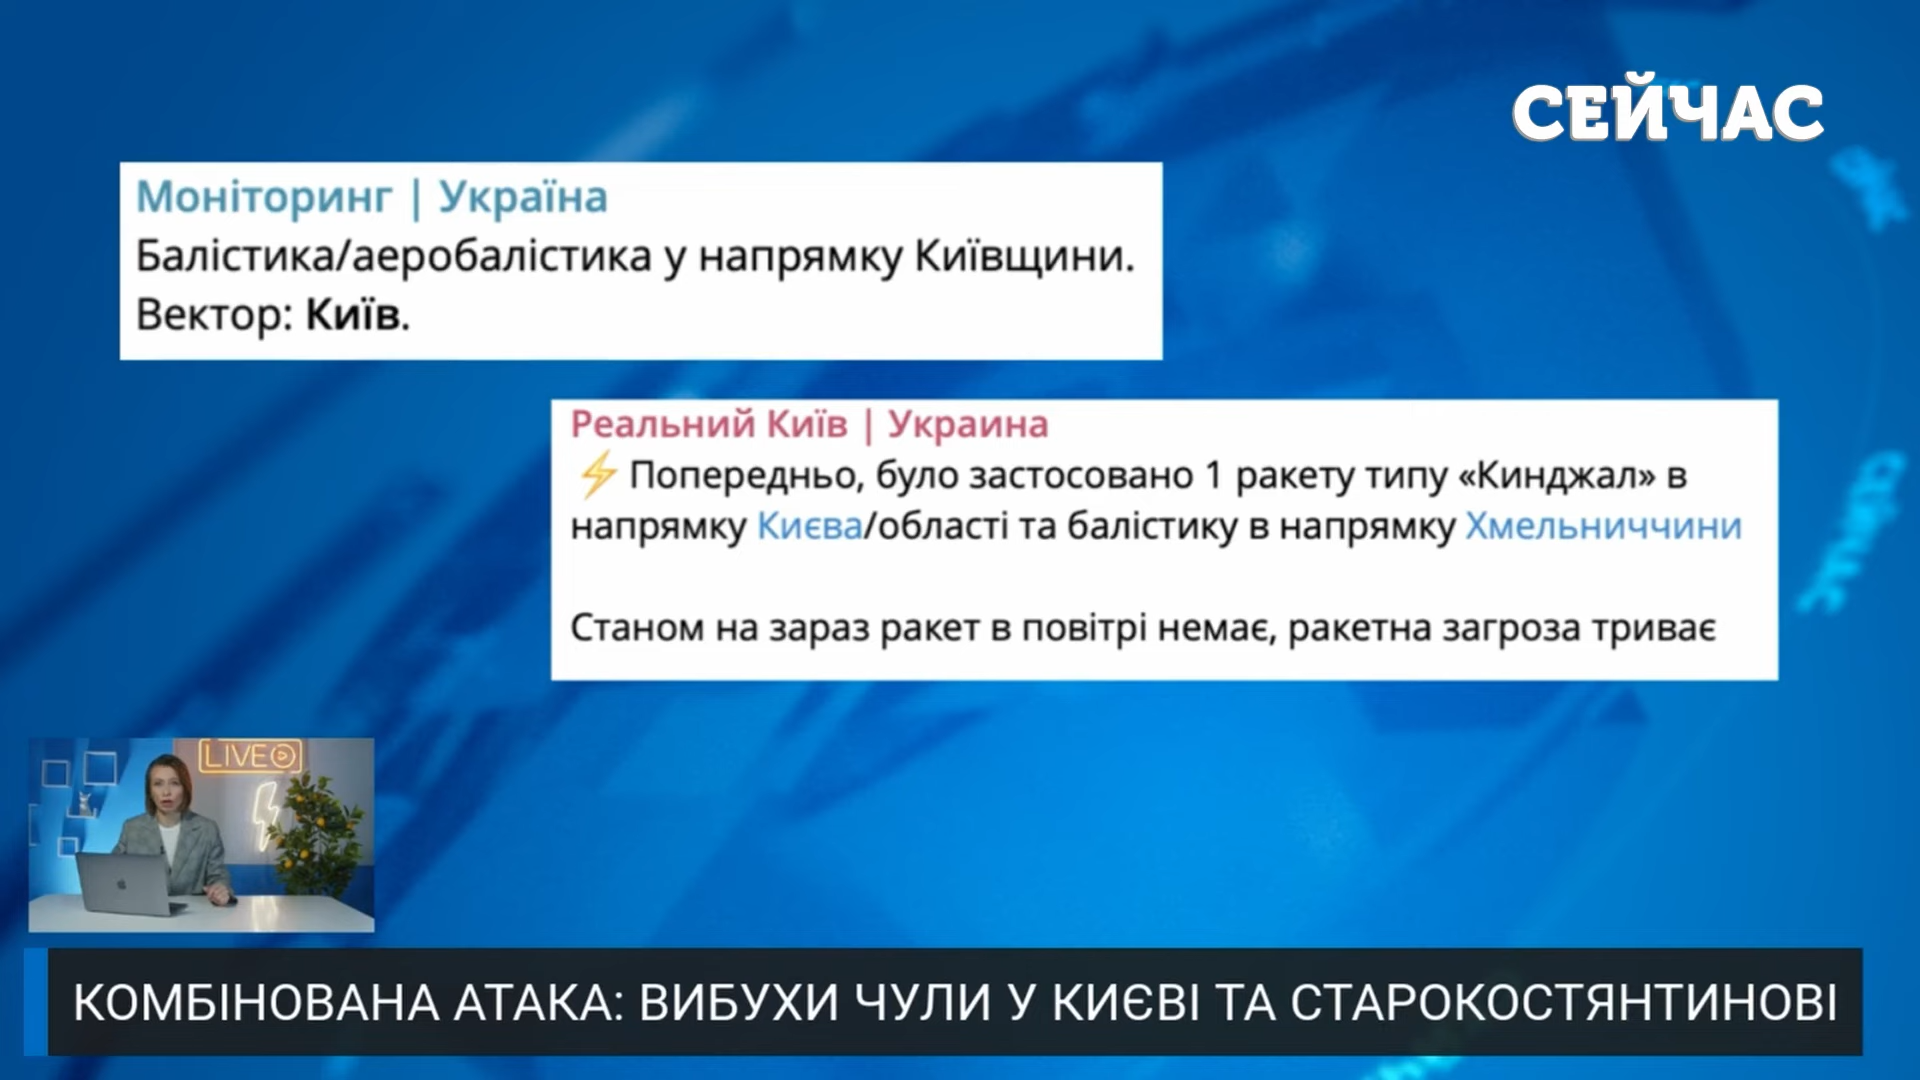 СЕЙЧАС
Моніторинг | Україна
Балістика/аеробалістика у напрямку Київщини.
Вектор: Київ.
Реальний Київ | Украина
⚡ Попередньо, було застосовано 1 ракету типу «Кинджал» в
напрямку Києва/області та балістику в напрямку Хмельниччини
Станом на зараз ракет в повітрі немає, ракетна загроза триває
LIVE
КОМБІНОВАНА АТАКА: ВИБУХИ ЧУЛИ У КИЄВІ ТА СТАРОКОСТЯНТИНОВІ